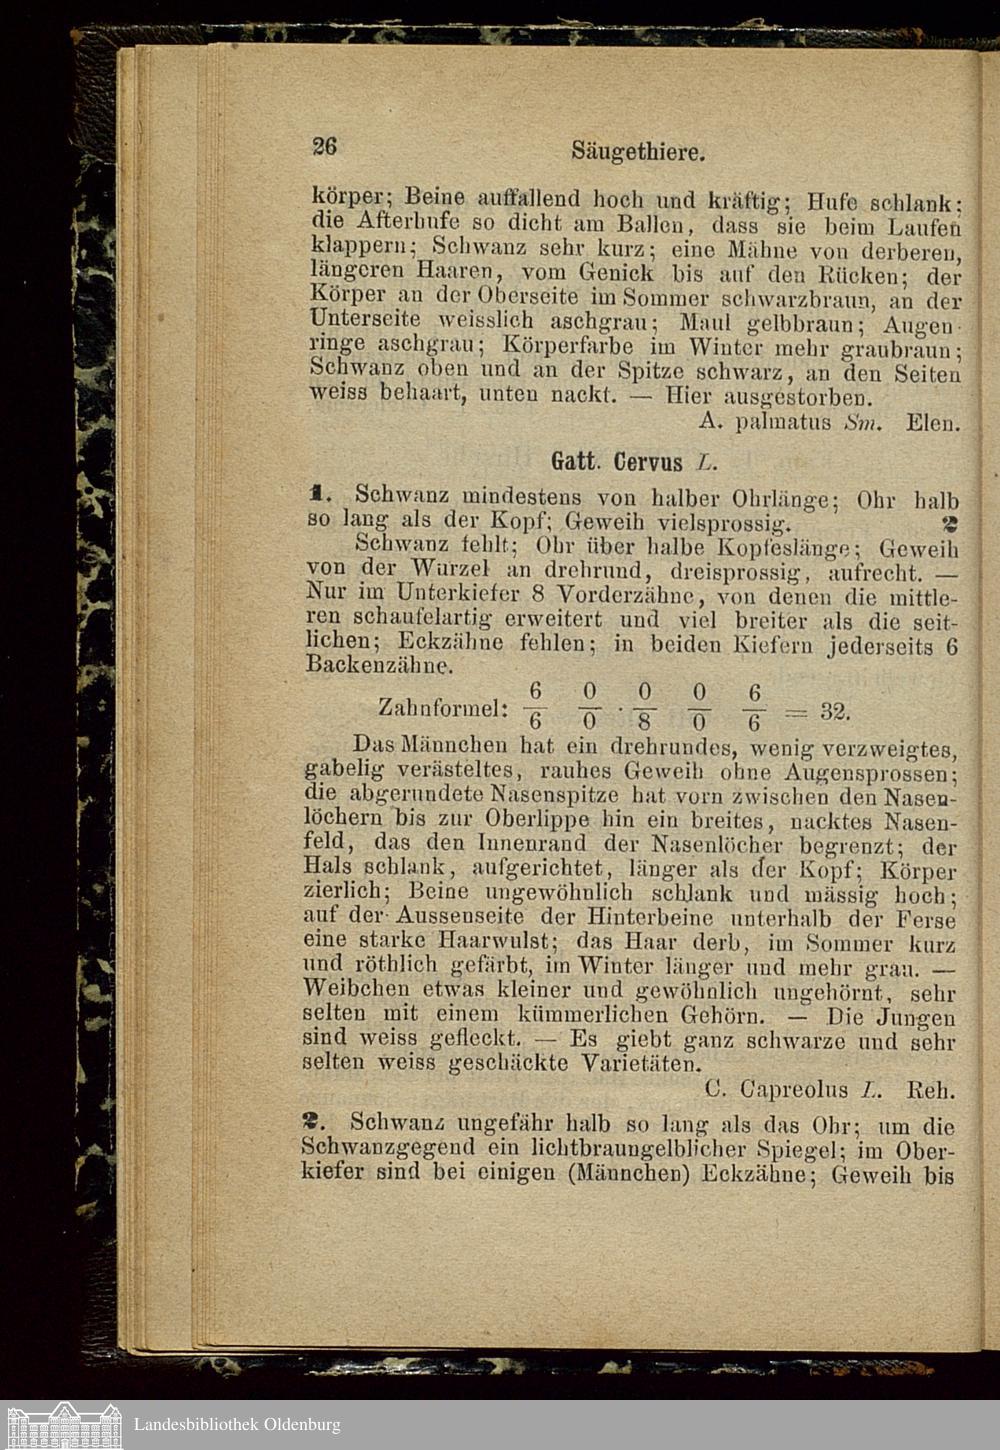 26 Säugethiere.
körper; Beine auffallend hoch und kräftig; Hufe schlank;
die Afterhufe so dicht am Ballen, dass sie beim Laufen
klappern; Schwanz sehr kurz; eine Mähne von derberen,
längeren Haaren, vom Genick bis auf den Rücken; der
Körper an der Oberseite im Sommer schwarzbraun, an der
Unterseite weisslich aschgrau; Maul gelbbraun; Augen-
ringe aschgrau; Körperfarbe im Winter mehr graubraun;
Schwanz oben und an der Spitze schwarz, an den Seiten
weiss behaart, unten nackt. — Hier ausgestorben.
A. palmatus Sm. Elen.
Gatt. Cervus L.
1. Schwanz mindestens von halber Ohrlänge; Ohr halb
so lang als der Kopf; Geweih vielsprossig. 2
Schwanz fehlt; Ohr über halbe Kopfeslänge; Geweih
von der Wurzel an drehrund, dreisprossig, aufrecht. —
Nur im Unterkiefer 8 Vorderzähne, von denen die mittle-
ren schaufelartig erweitert und viel breiter als die seit-
lichen; Eckzähne fehlen; in beiden Kiefern jederseits 6
Backenzähne.
Zahnformel: 6/6 0/0 · 0/8 0/0 6/6 = 32.
Das Männchen hat ein drehrundes, wenig verzweigtes,
gabelig verästeltes, rauhes Geweih ohne Augensprossen;
die abgerundete Nasenspitze hat vorn zwischen den Nasen-
löchern bis zur Oberlippe hin ein breites, nacktes Nasen-
feld, das den Innenrand der Nasenlöcher begrenzt; der
Hals schlank, aufgerichtet, länger als der Kopf; Körper
zierlich; Beine ungewöhnlich schlank und mässig hoch;
auf der Aussenseite der Hinterbeine unterhalb der Ferse
eine starke Haarwulst; das Haar derb, im Sommer kurz
und röthlich gefärbt, im Winter länger und mehr grau. —
Weibchen etwas kleiner und gewöhnlich ungehörnt, sehr
selten mit einem kümmerlichen Gehörn. — Die Jungen
sind weiss gefleckt. — Es giebt ganz schwarze und sehr
selten weiss geschäckte Varietäten.
C. Capreolus L. Reh.
2. Schwanz ungefähr halb so lang als das Ohr; um die
Schwanzgegend ein lichtbraungelblicher Spiegel; im Ober-
kiefer sind bei einigen (Männchen) Eckzähne; Geweih bis
Landesbibliothek Oldenburg